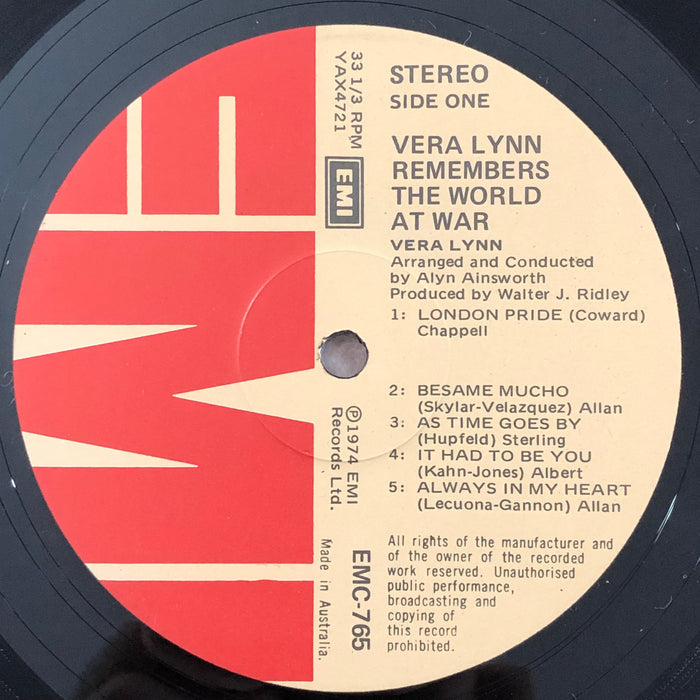 EMI
33 1/3 RPM
YAX4721
EMI
℗1974 EMI
Records Ltd.
EMC-765
Made in Australia.
STEREO
SIDE ONE
VERA LYNN
REMEMBERS
THE WORLD
AT WAR
VERA LYNN
Arranged and Conducted
by Alyn Ainsworth
Produced by Walter J. Ridley
1: LONDON PRIDE (Coward)
Chappell
2: BESAME MUCHO
(Skylar-Velazquez) Allan
3: AS TIME GOES BY
(Hupfeld) Sterling
4: IT HAD TO BE YOU
(Kahn-Jones) Albert
5: ALWAYS IN MY HEART
(Lecuona-Gannon) Allan
All rights of the manufacturer and
of the owner of the recorded
work reserved. Unauthorised
public performance,
broadcasting and
copying of
this record
prohibited.